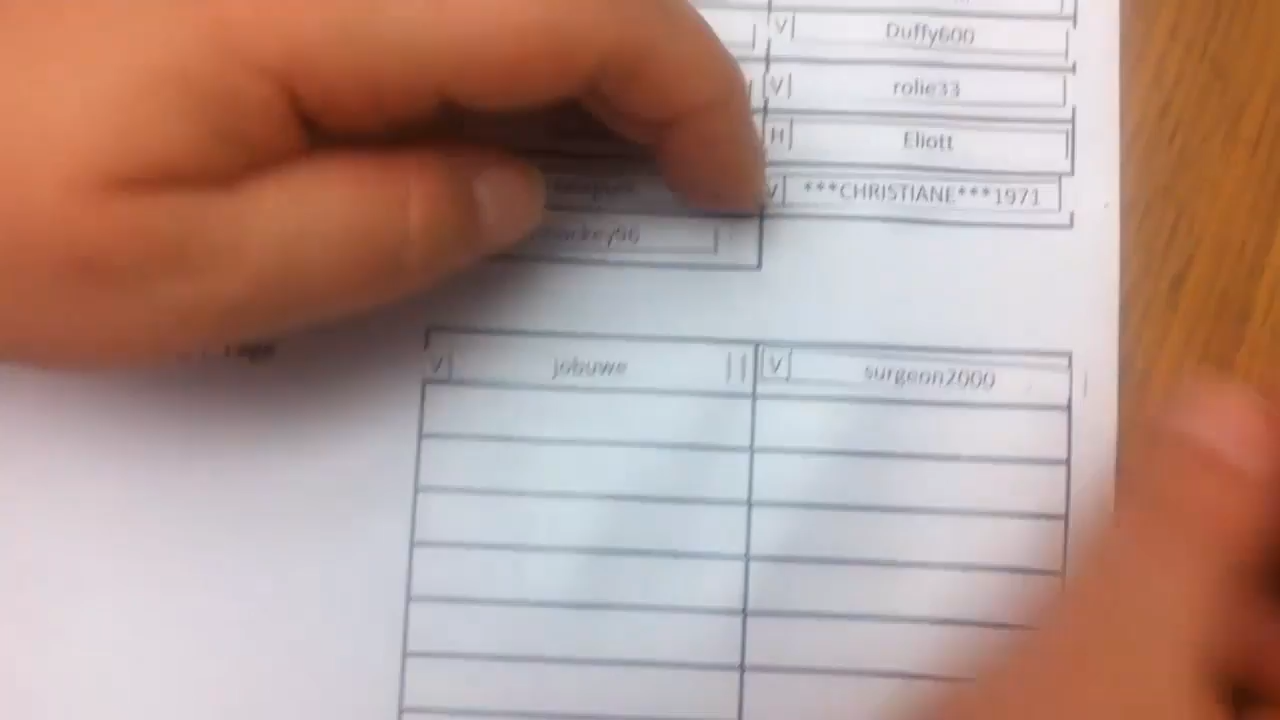 V Duffy600
V rolie33
H Eliott
V ***CHRISTIANE***1971
V jobuwe
V surgeon2000